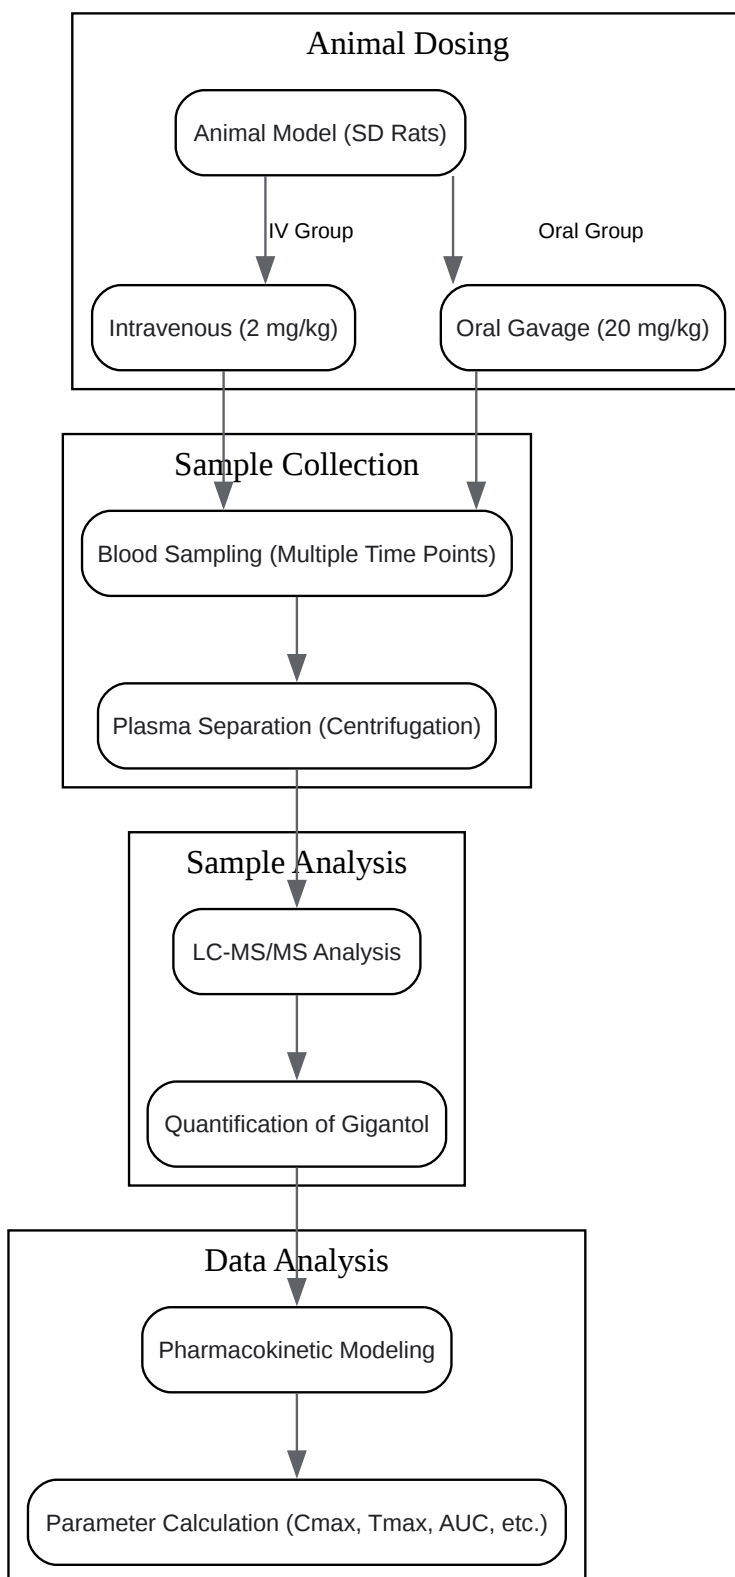 Animal Dosing
Animal Model (SD Rats)
IV Group
Oral Group
Intravenous (2 mg/kg)
Oral Gavage (20 mg/kg)
Sample Collection
Blood Sampling (Multiple Time Points)
Plasma Separation (Centrifugation)
Sample Analysis
LC-MS/MS Analysis
Quantification of Gigantol
Data Analysis
Pharmacokinetic Modeling
Parameter Calculation (Cmax, Tmax, AUC, etc.)